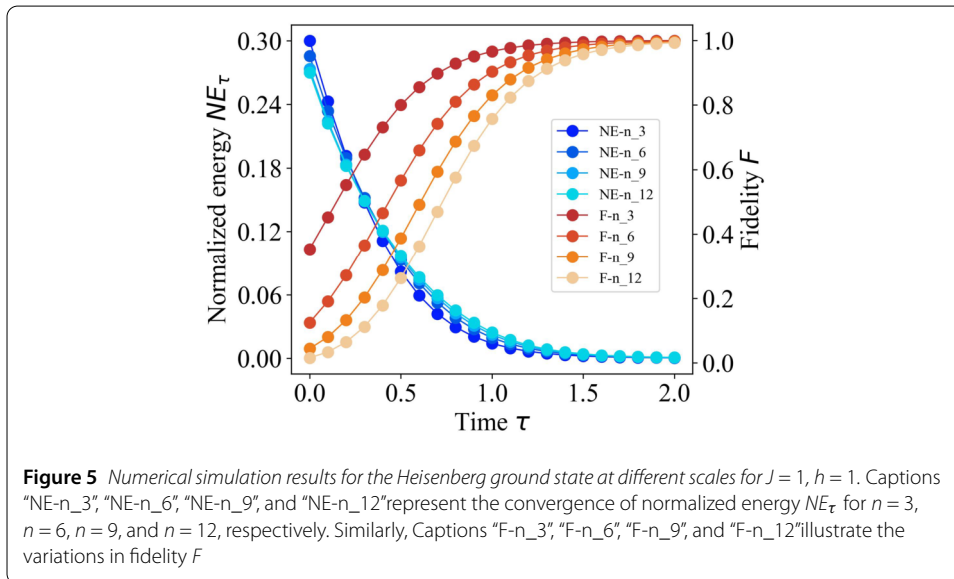 0.30
0.24
0.18
0.12
0.06
0.00
Normalized energy NEτ
1.0
0.8
0.6
0.4
0.2
0.0
Fidelity F
NE-n_3
NE-n_6
NE-n_9
NE-n_12
F-n_3
F-n_6
F-n_9
F-n_12
0.0 0.5 1.0 1.5 2.0
Time τ
Figure 5 Numerical simulation results for the Heisenberg ground state at different scales for J = 1, h = 1. Captions
“NE-n_3”, “NE-n_6”, “NE-n_9”, and “NE-n_12”represent the convergence of normalized energy NEτ for n = 3,
n = 6, n = 9, and n = 12, respectively. Similarly, Captions “F-n_3”, “F-n_6”, “F-n_9”, and “F-n_12”illustrate the
variations in fidelity F